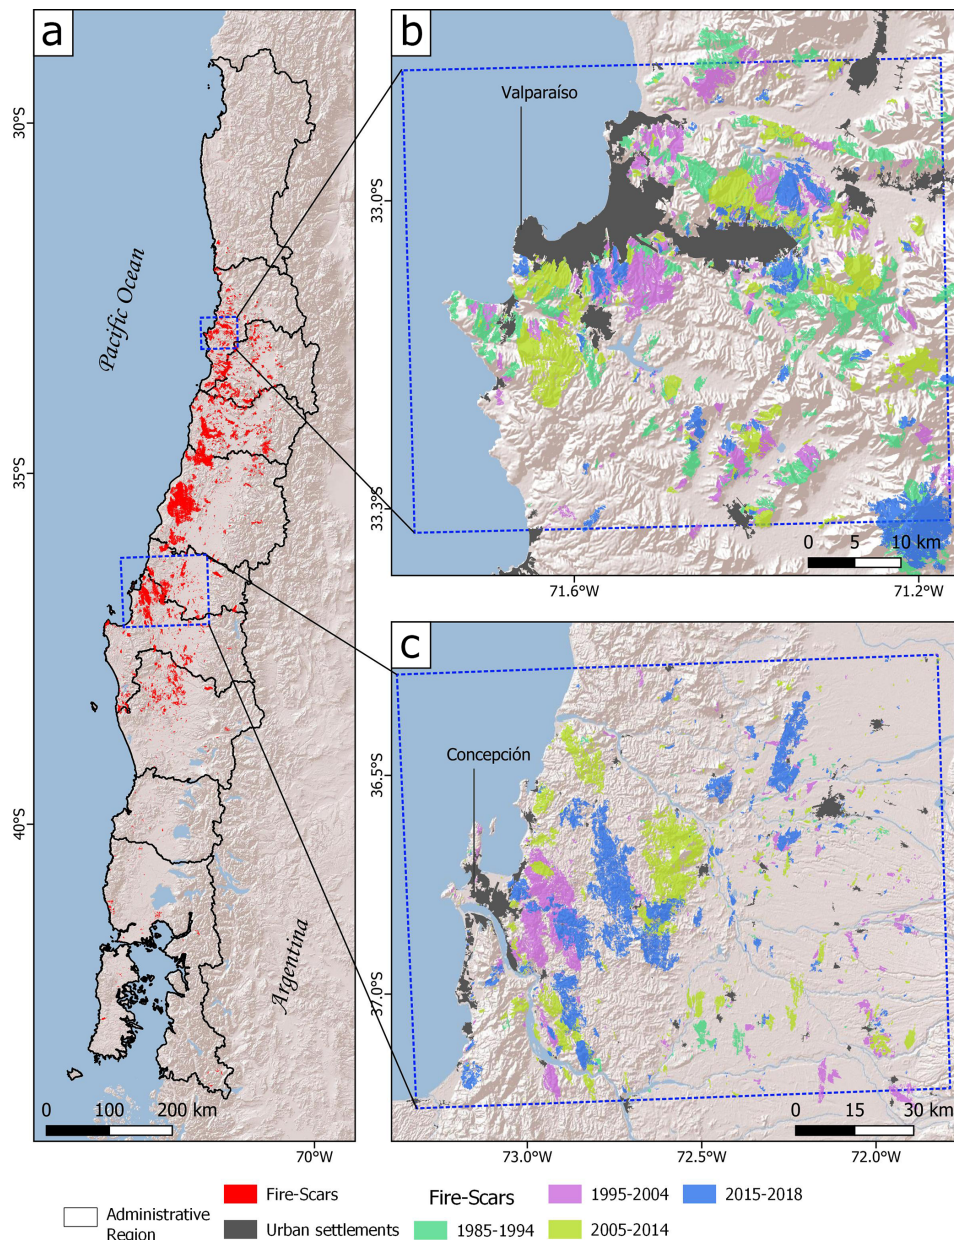 a
30°S
Pacific Ocean
35°S
40°S
Argentina
0 100 200 km
70°W
b
Valparaíso
33.0°S
33.3°S
0 5 10 km
71.6°W
71.2°W
c
Concepción
36.5°S
37.0°S
0 15 30 km
73.0°W
72.5°W
72.0°W
Administrative
Region
Fire-Scars
Urban settlements
Fire-Scars
1985-1994
1995-2004
2005-2014
2015-2018